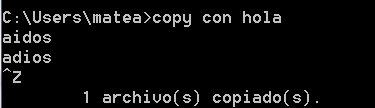 C:\Users\matea>copy con hola
aidos
adios
^Z
        1 archivo(s) copiado(s).